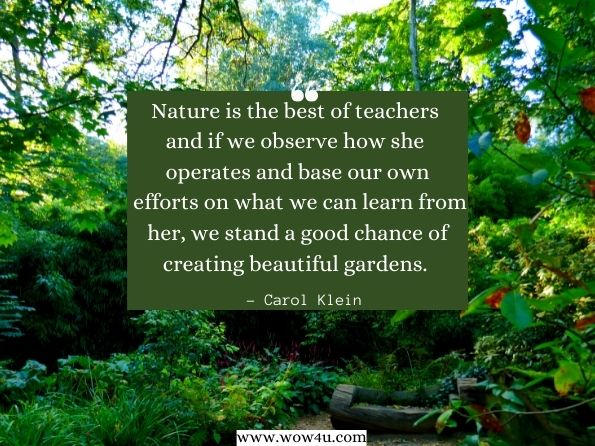 ❝
Nature is the best of teachers
and if we observe how she
operates and base our own
efforts on what we can learn from
her, we stand a good chance of
creating beautiful gardens.
– Carol Klein
www.wow4u.com